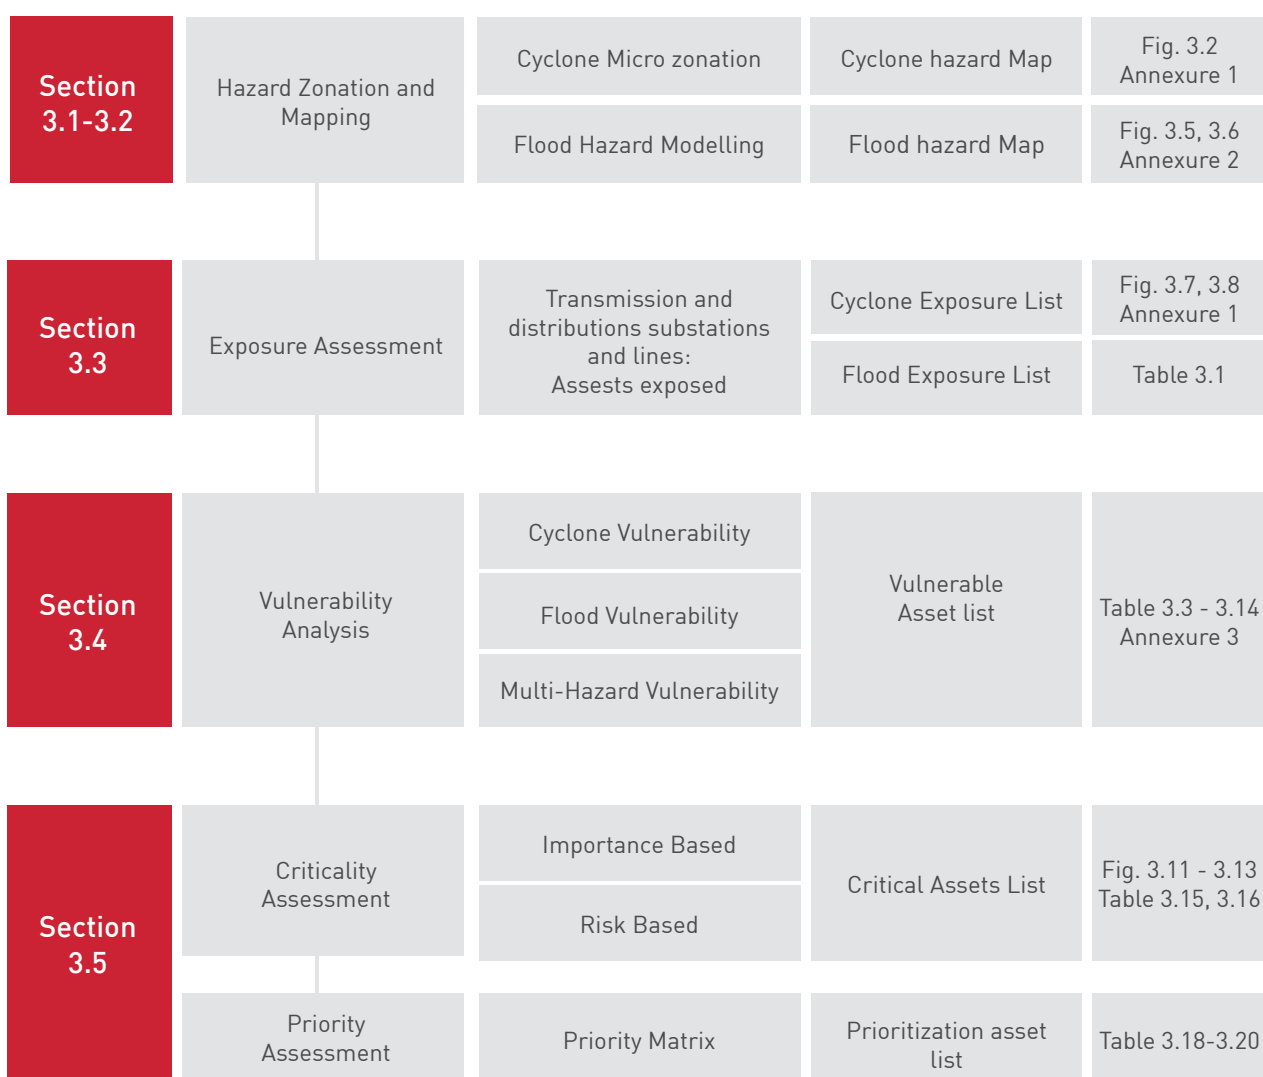 Section
3.1-3.2
Hazard Zonation and
Mapping
Cyclone Micro zonation
Cyclone hazard Map
Fig. 3.2
Annexure 1
Flood Hazard Modelling
Flood hazard Map
Fig. 3.5, 3.6
Annexure 2
Section
3.3
Exposure Assessment
Transmission and
distributions substations
and lines:
Assests exposed
Cyclone Exposure List
Fig. 3.7, 3.8
Annexure 1
Flood Exposure List
Table 3.1
Section
3.4
Vulnerability
Analysis
Cyclone Vulnerability
Flood Vulnerability
Multi-Hazard Vulnerability
Vulnerable
Asset list
Table 3.3 - 3.14
Annexure 3
Section
3.5
Criticality
Assessment
Importance Based
Risk Based
Critical Assets List
Fig. 3.11 - 3.13
Table 3.15, 3.16
Priority
Assessment
Priority Matrix
Prioritization asset
list
Table 3.18-3.20